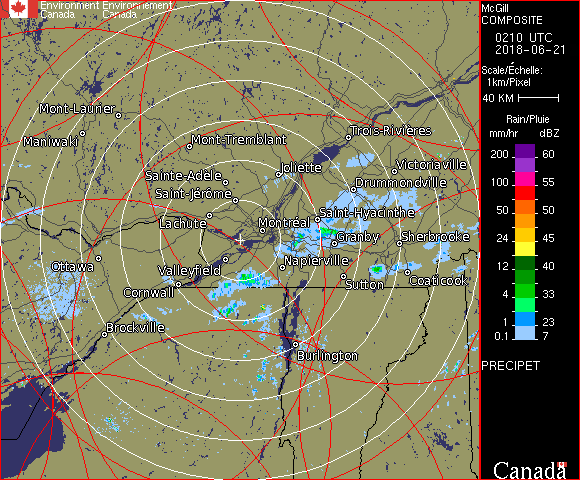 Environment Environnement
Canada Canada
McGill
COMPOSITE
0210 UTC
2018-06-21
Scale/Échelle:
1km/Pixel
40 KM
Rain/Pluie
mm/hr dBZ
200 60
100 55
50 50
24 45
12 40
4 33
1 23
0.1 7
PRECIPET
Canada
Mont-Laurier
Maniwaki
Mont-Tremblant
Trois-Rivières
Sainte-Adèle
Joliette
Victoriaville
Saint-Jérôme
Drummondville
Lachute
Montréal
Saint-Hyacinthe
Granby
Sherbrooke
Ottawa
Valleyfield
Napierville
Cornwall
Sutton
Coaticook
Brockville
Burlington